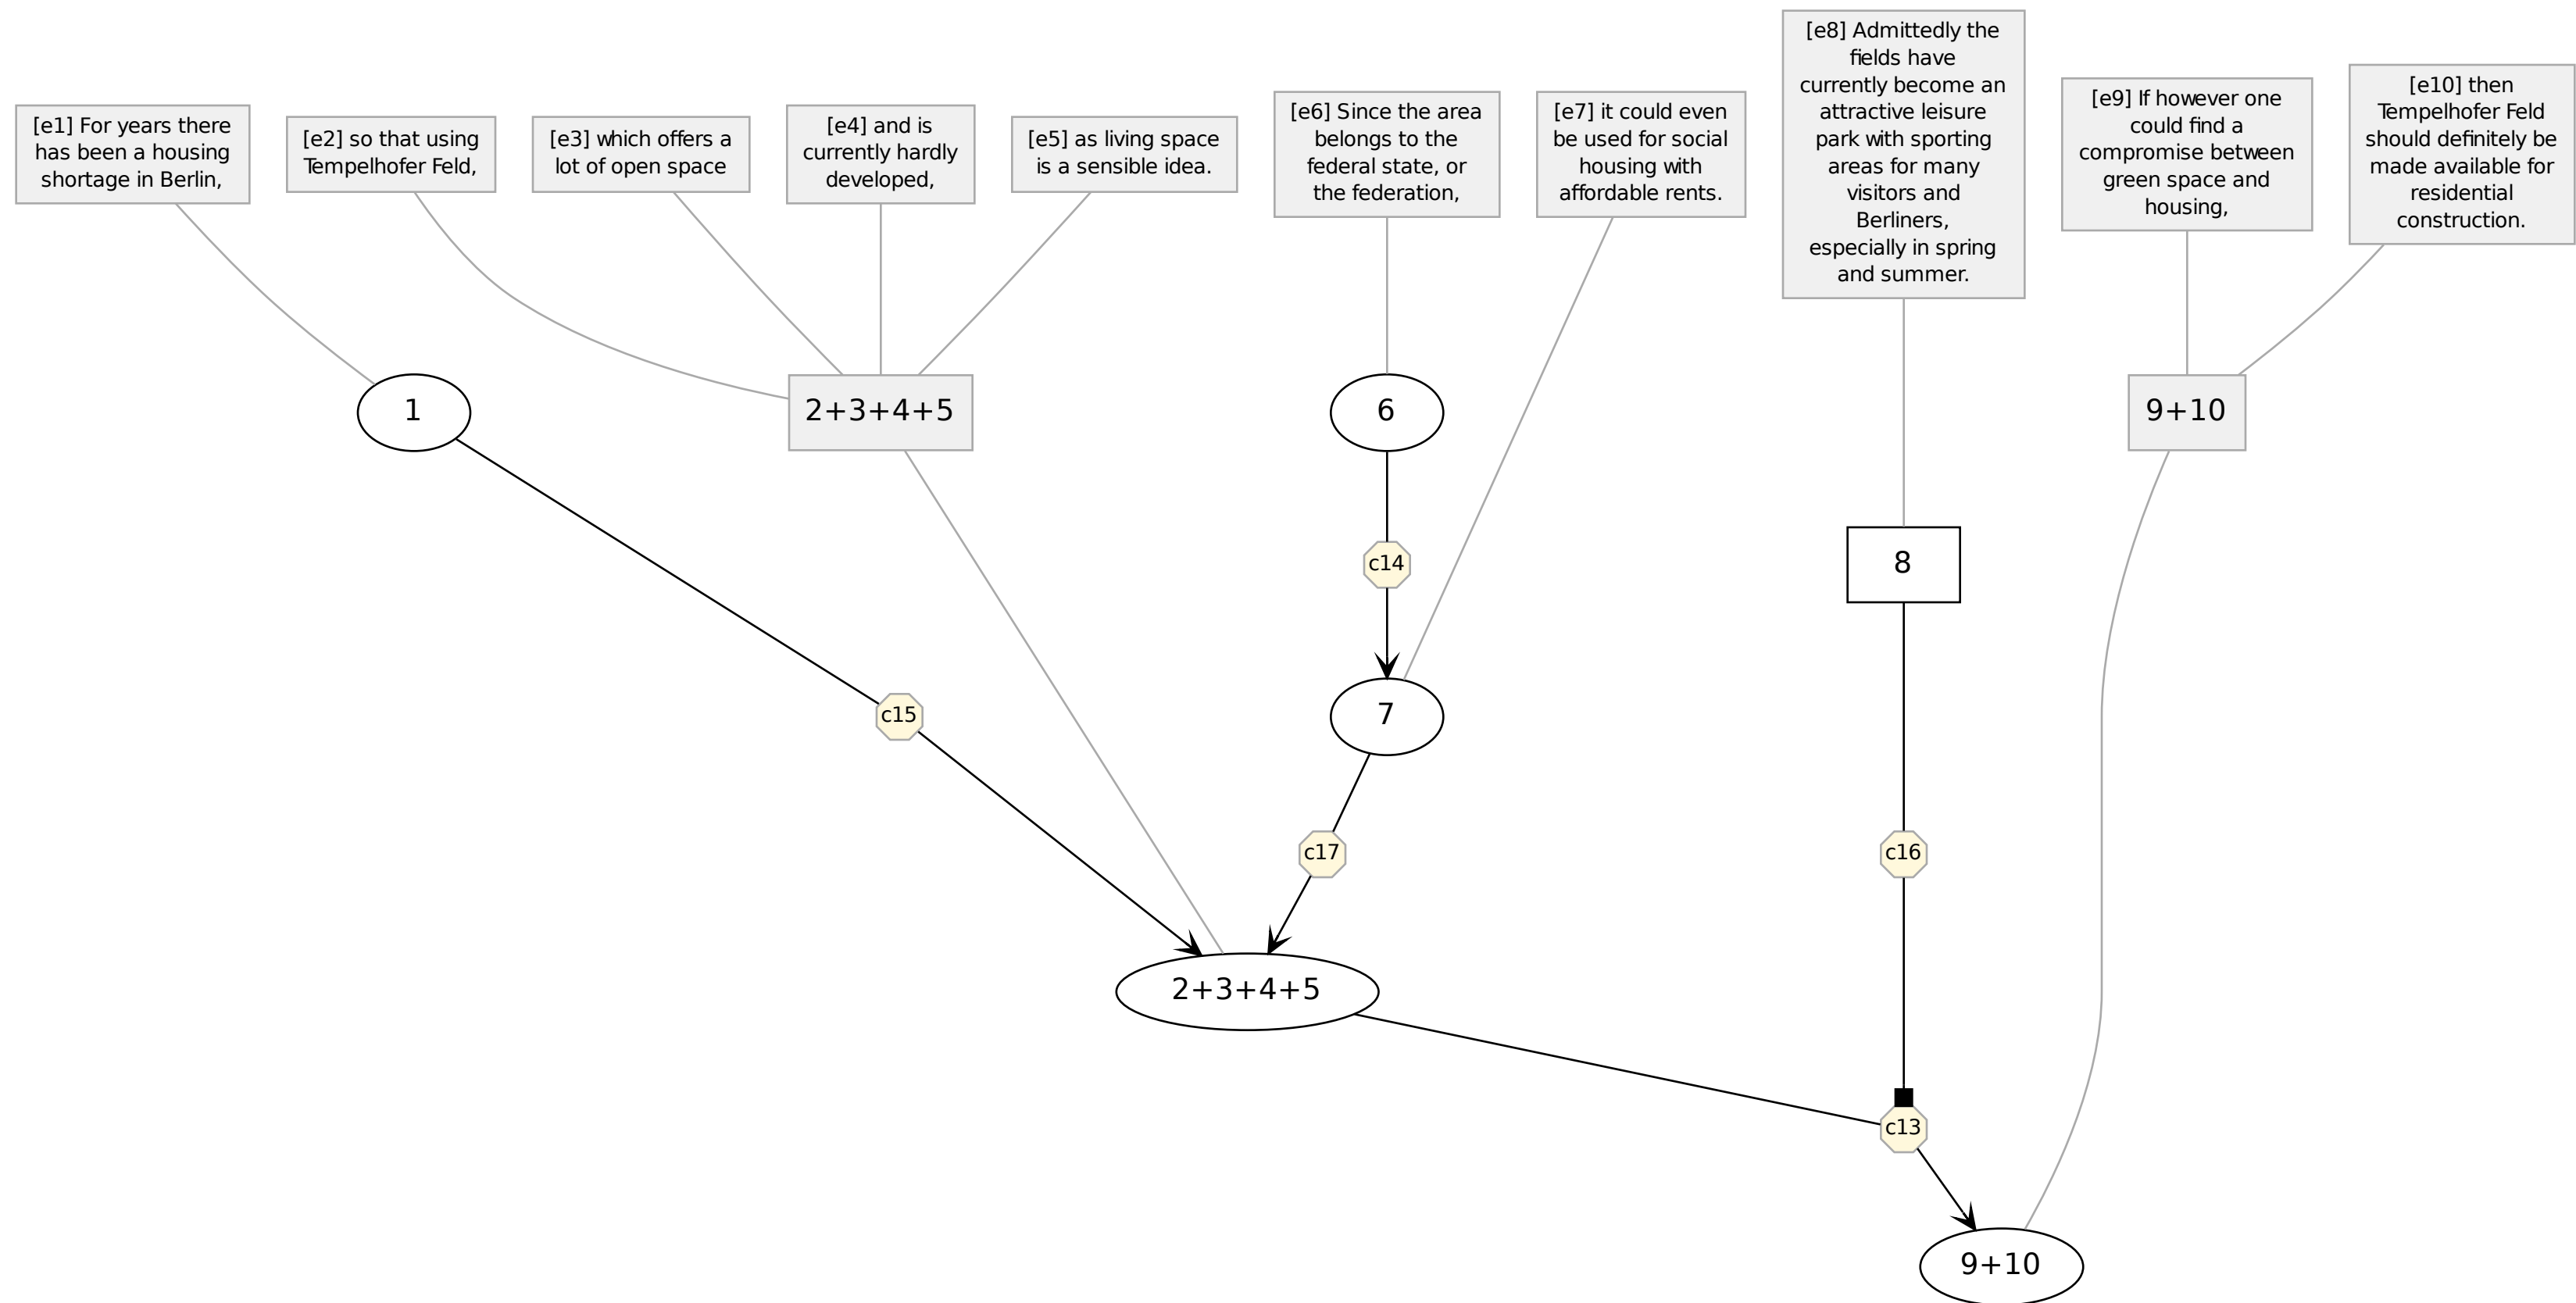 [e1] For years there
has been a housing
shortage in Berlin,
[e2] so that using
Tempelhofer Feld,
[e3] which offers a
lot of open space
[e4] and is
currently hardly
developed,
[e5] as living space
is a sensible idea.
[e6] Since the area
belongs to the
federal state, or
the federation,
[e7] it could even
be used for social
housing with
affordable rents.
[e8] Admittedly the
fields have
currently become an
attractive leisure
park with sporting
areas for many
visitors and
Berliners,
especially in spring
and summer.
[e9] If however one
could find a
compromise between
green space and
housing,
[e10] then
Tempelhofer Feld
should definitely be
made available for
residential
construction.
1
2+3+4+5
6
9+10
c14
8
c15
7
c17
c16
2+3+4+5
c13
9+10